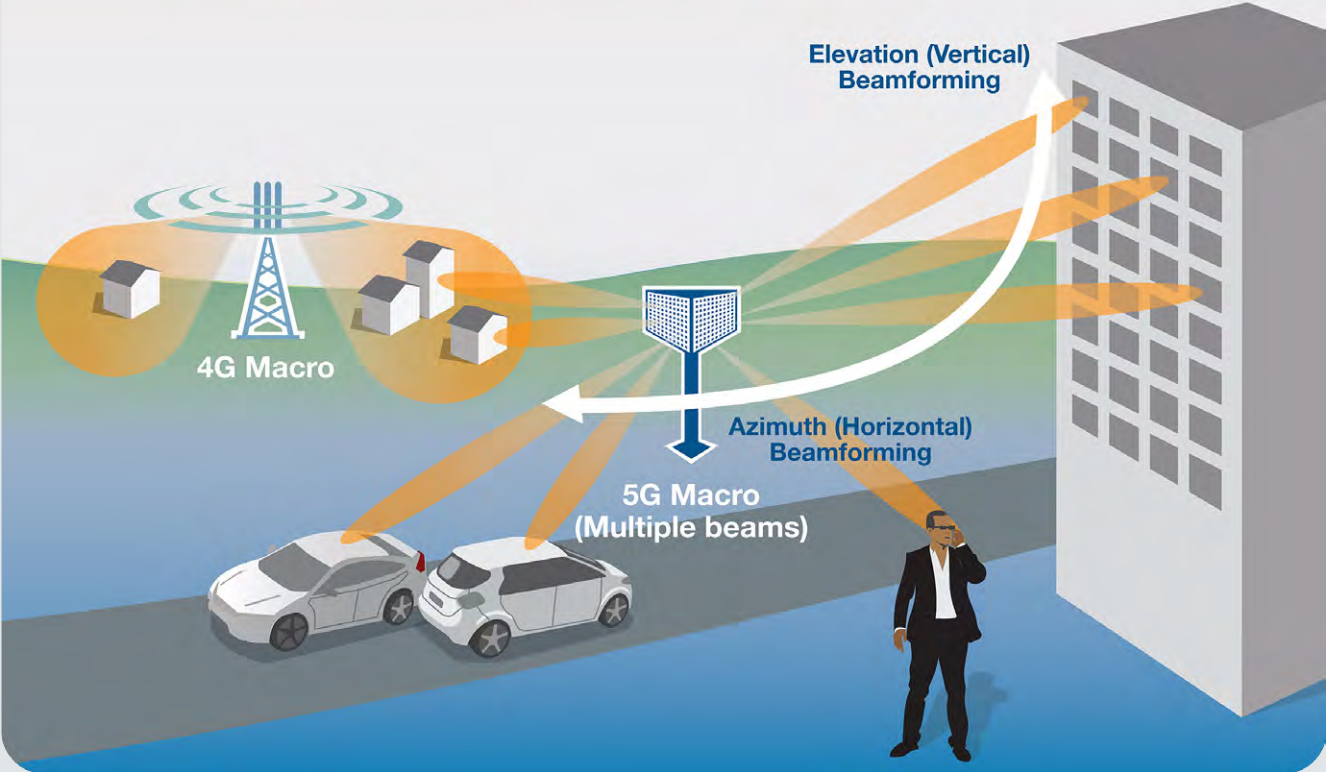 Elevation (Vertical)
Beamforming
4G Macro
Azimuth (Horizontal)
Beamforming
5G Macro
(Multiple beams)